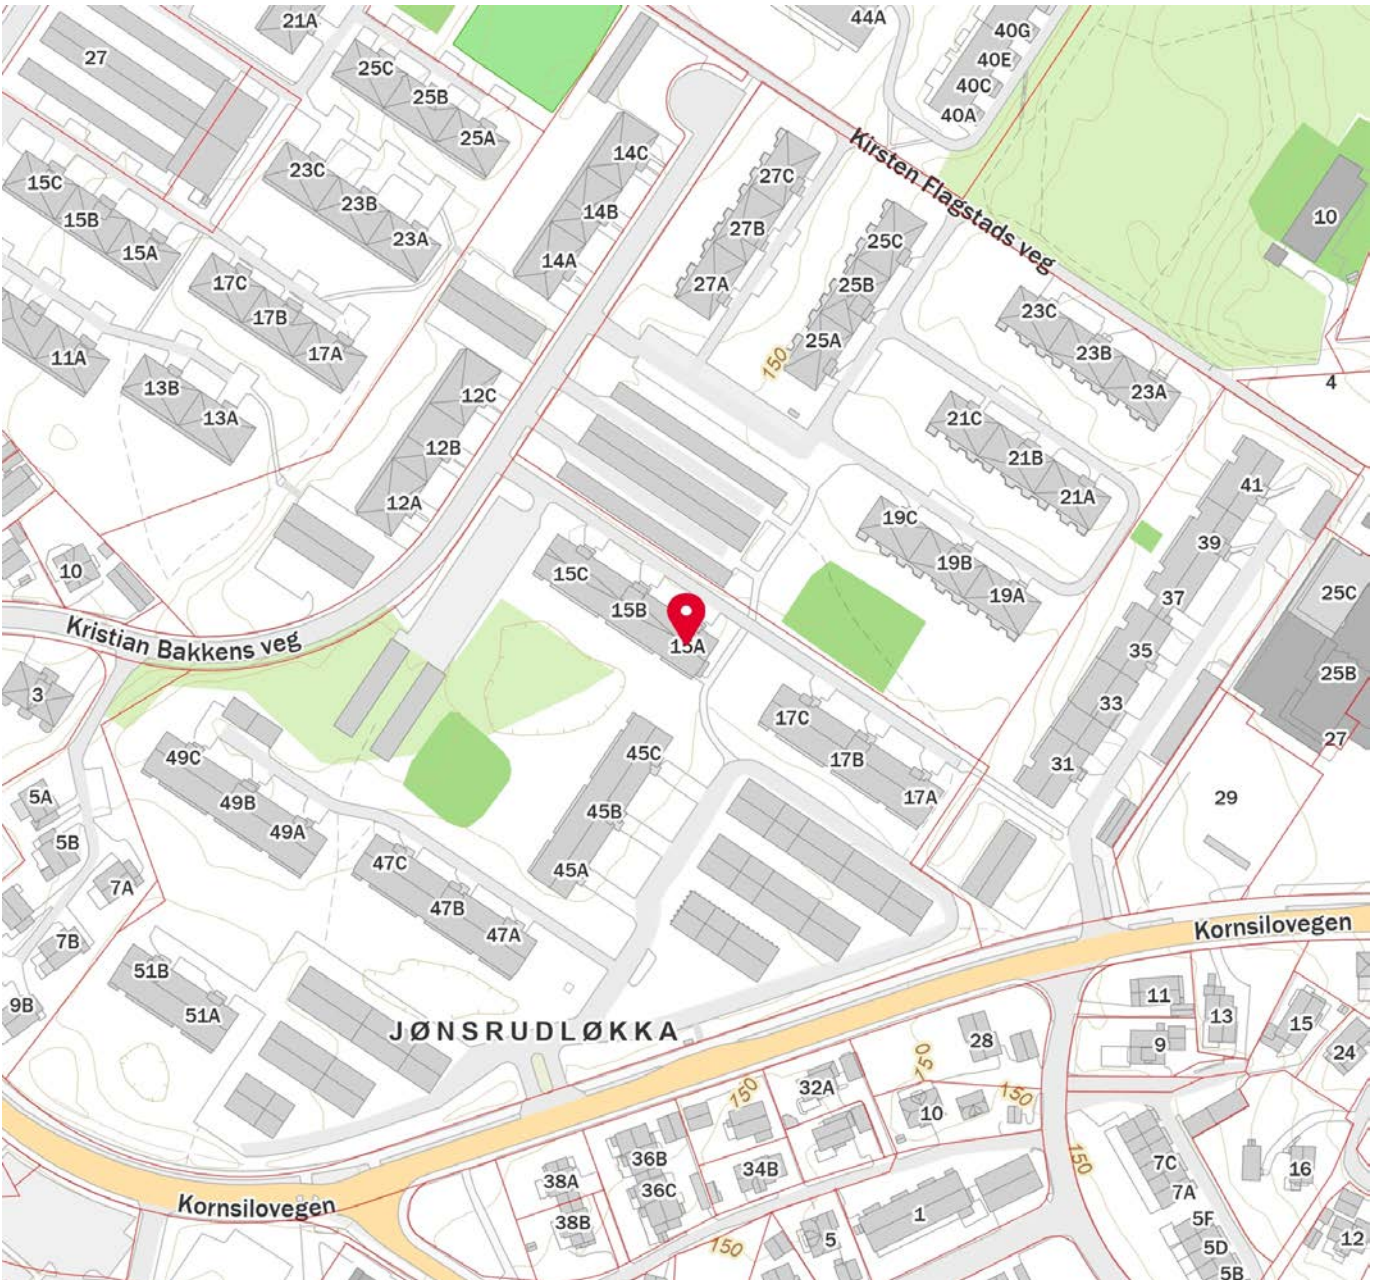 21A
44A
40G
27
25C
40E
25B
40C
25A
40A
Kirsten Flagstads veg
14C
23C
27C
15C
23B
14B
15B
27B
25C
10
23A
15A
14A
17C
27A
25B
17B
23C
11A
17A
25A
23B
150
4
13B
12C
23A
13A
21C
12B
21B
41
12A
21A
19C
39
10
15C
19B
25C
15B
19A
37
Kristian Bakkens veg
15A
35
25B
3
33
17C
27
49C
45C
17B
31
5A
49B
45B
17A
29
49A
5B
47C
45A
7A
47B
7B
47A
Kornsilovegen
51B
9B
51A
11
13
15
JØNSRUDLØKKA
28
9
24
150
32A
150
150
10
36B
34B
150
7C
16
38A
36C
7A
Kornsilovegen
38B
1
5F
150
5
5D
12
5B